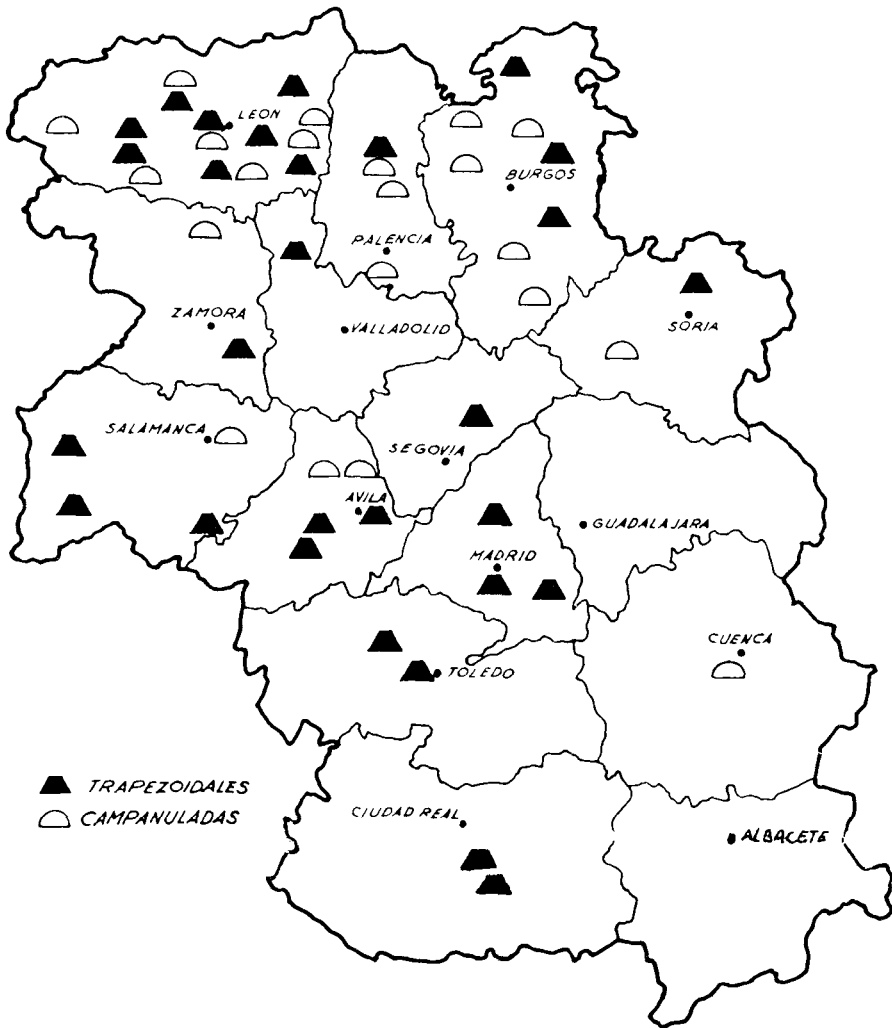 LEON
BURGOS
PALENCIA
ZAMORA
VALLADOLID
SORIA
SALAMANCA
SEGOVIA
AVILA
GUADALAJARA
MADRID
CUENCA
TOLEDO
TRAPEZOIDALES
CAMPANULADAS
CIUDAD REAL
ALBACETE